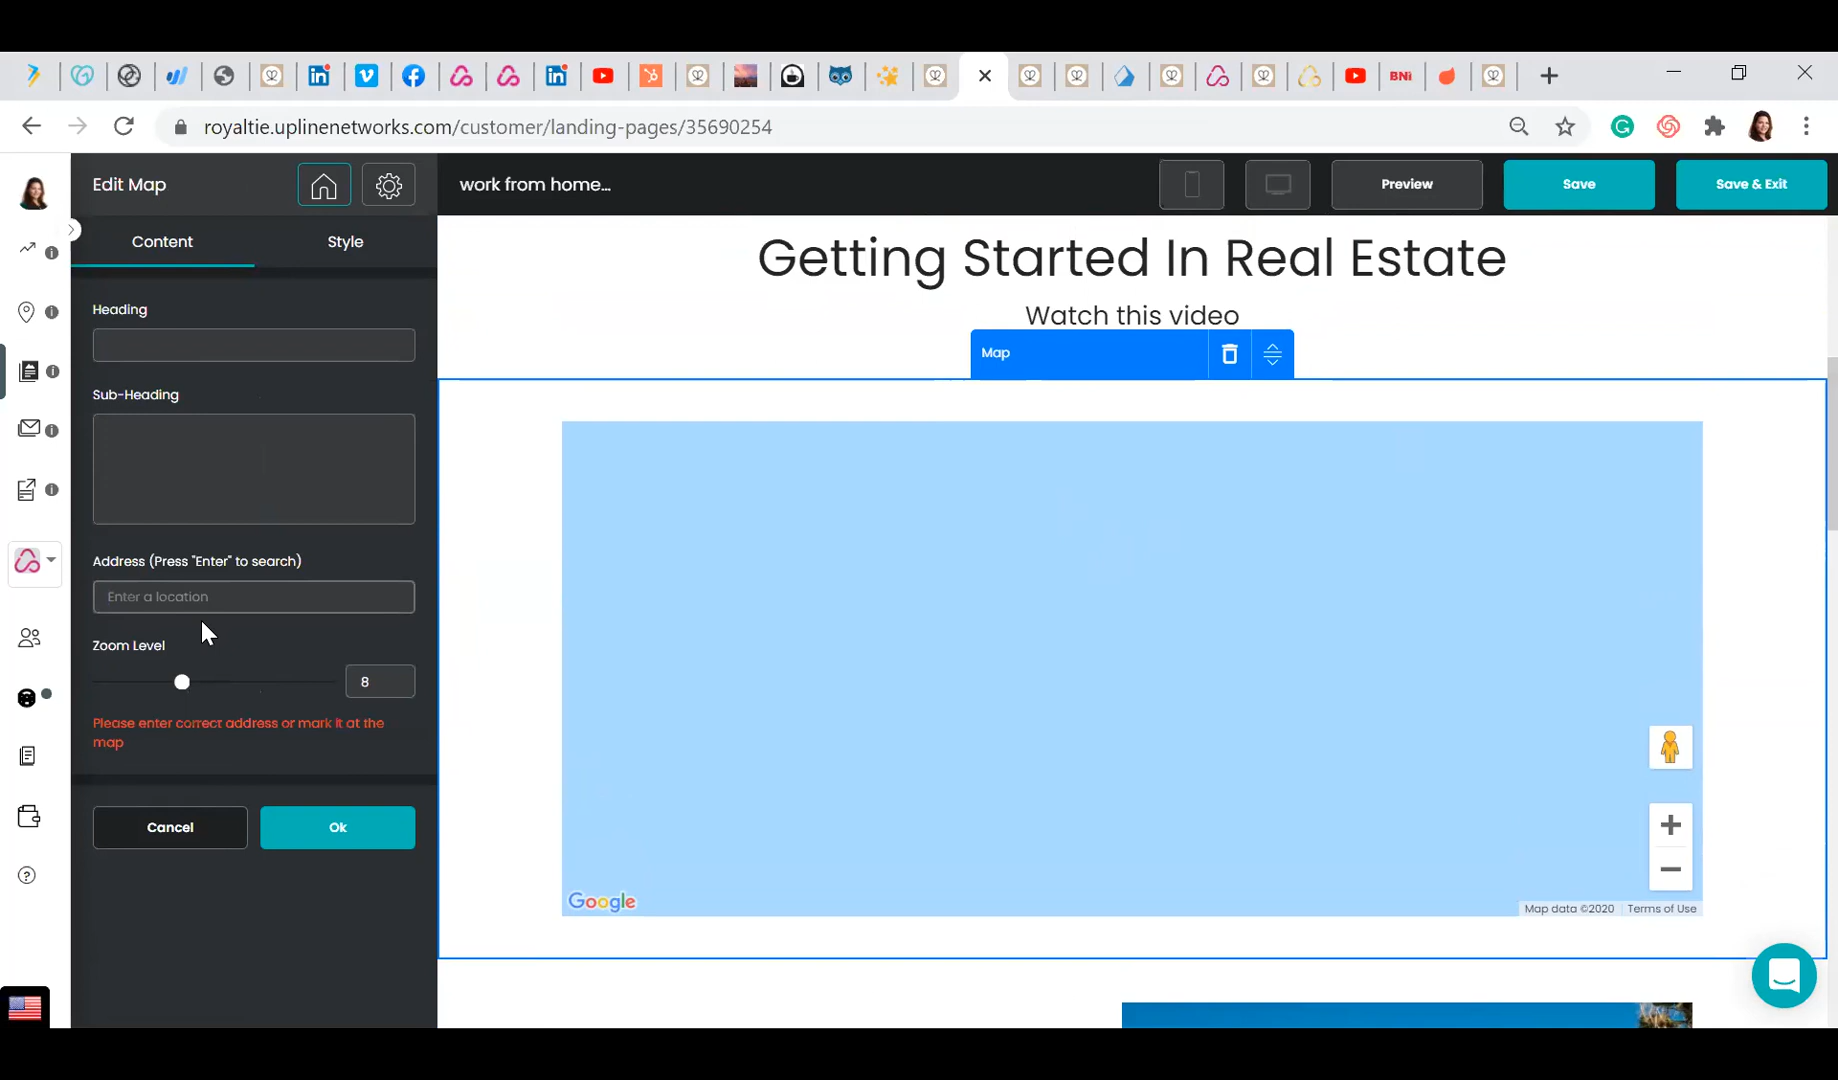 BNi
royaltie.uplinenetworks.com/customer/landing-pages/35690254
Edit Map
work from home...
Preview
Save
Save & Exit
Content
Style
Getting Started In Real Estate
Watch this video
Heading
Map
Sub-Heading
Address (Press "Enter" to search)
Enter a location
Zoom Level
8
Please enter correct address or mark it at the
map
Cancel
Ok
Google
Map data ©2020
Terms of Use